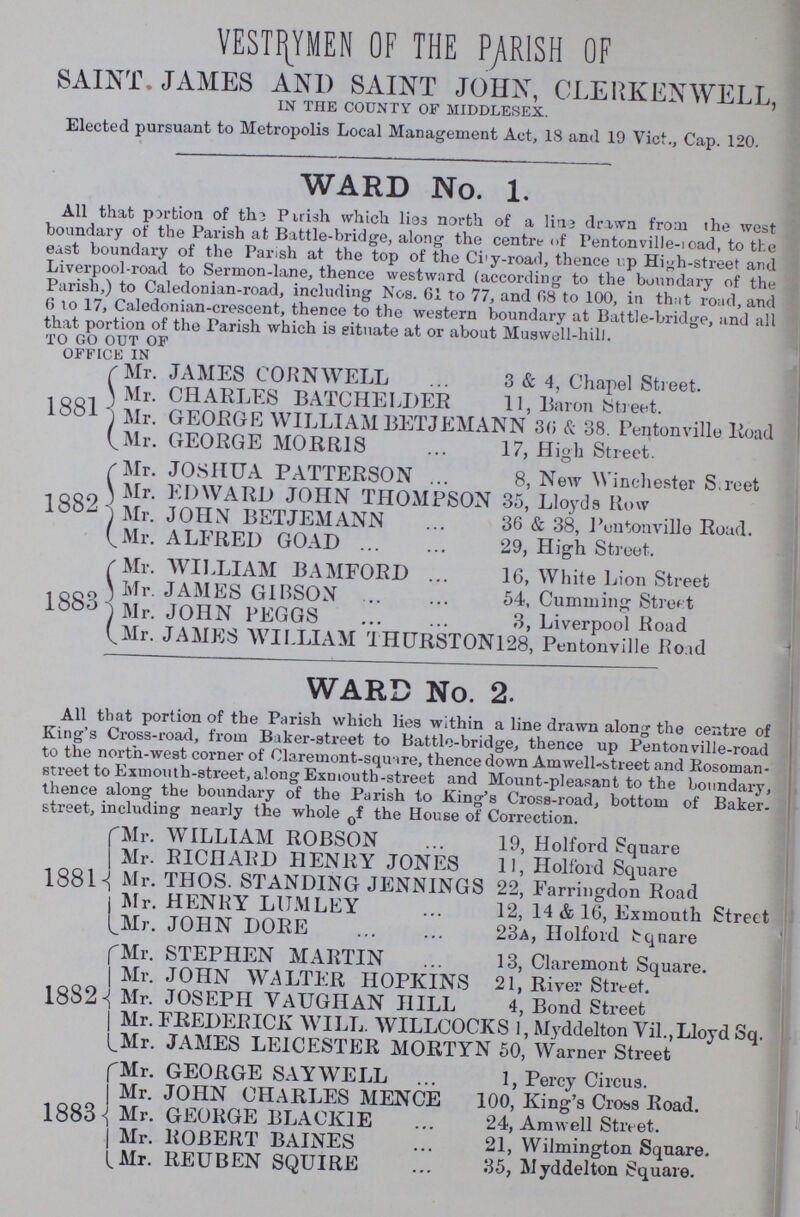 VESTRYMEN OF THE PARISH OF
SAINT. JAMES AND SAINT JOHN, CLERKENWELL,
IN THE COUNTY OF MIDDLESEX.
Elected pursuant to Metropolis Local Management Act, 18 and 19 Vict., Cap. 120.
WARD No. 1.
All that portion of the Parish which lies north of a line drawn from the west
boundary of the Parish at Battle-bridge, along the centre of Pentonville-road, to the
east boundary of the Parish at the top of the City-road, thence up High-street and
Liverpool-road to Sermon-lane, thence westward (according to the boundary of the
Parish,) to Caledonian-road, including Nos. 61 to 77, and 68 to 100, in that road, and
6 to 17, Caledonian-crescent, thence to the western boundary at Battle-bridge, and all
that portion of the Parish which is situate at or about Muswell-hill.
TO GO OUT OF
OFFICE IN
1881
Mr. JAMES CORNWELL ... 3 & 4, Chapel Street.
Mr. CHARLES BATCHELDER 11, Baron Street.
Mr. GEORGE WILLIAM BETJEMANN 36 & 38. Pentonville Road
Mr. GEORGE MORRIS ... 17, High Street.
1882
Mr. JOSHUA PATTERSON ... 8, New Winchester Street
Mr. EDWARD JOHN THOMPSON 35, Lloyds Row
Mr. JOHN BETJEMANN ... 36 & 38, Pentonville Road.
Mr. ALFRED GOAD ... ... 29, High Street.
1883
Mr. WILLIAM BAMFORD ... 16, White Lion Street
Mr. JAMES GIBSON ... ... 54, Cumming Street
Mr. JOHN PEGGS ... ... 3, Liverpool Road
Mr. JAMES WILLIAM THURSTON 128, Pentonville Road
WARD No. 2.
All that portion of the Parish which lies within a line drawn along the centre of
King's Cross-road, from Baker-street to Battle-bridge, thence up Pentonville-road
to the north-west corner of Claremont-square, thence down Amwell-street and Rosoman-
street to Exmouth-street, along Exmouth-street and Mount-pleasant to the boundary,
thence along the boundary of the Parish to King's Cross-road, bottom of Baker-
street, including nearly the whole of the House of Correction.
1881
Mr. WILLIAM ROBSON ... 19, Holford Square
Mr. RICHARD HENRY JONES 11, Holford Square
Mr. THOS. STANDING JENNINGS 22, Farringdon Road
Mr. HENRY LUMLEY ... 12, 14 & 16, Exmouth Street
Mr. JOHN DORE ... ... 23A, Holford Square
1882
Mr. STEPHEN MARTIN ... 13, Claremont Square.
Mr. JOHN WALTER HOPKINS 21, River Street.
Mr. JOSEPH VAUGHAN HILL 4, Bond Street
Mr. FREDERICK WILL. WILLCOCKS 1, Myddelton Vil., Lloyd Sq.
Mr. JAMES LEICESTER MORTYN 50, Warner Street
1883
Mr. GEORGE SAYWELL ... 1, Percy Circus.
Mr. JOHN CHARLES MENCE 100, King's Cross Road.
Mr. GEORGE BLACKIE ... 24, Amwell Street.
Mr. ROBERT BAINES ... 21, Wilmington Square.
Mr. REUBEN SQUIRE ... 35, Myddelton Square.